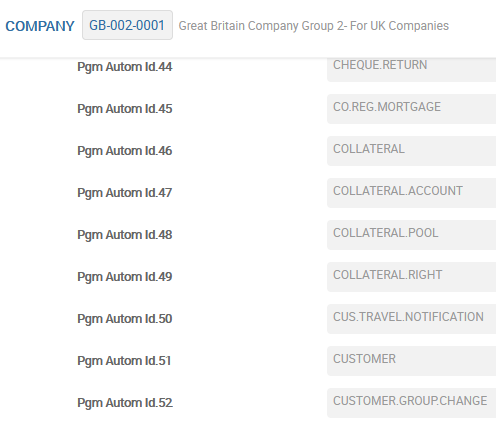 COMPANY GB-002-0001 Great Britain Company Group 2- For UK Companies
Pgm Autom Id.44 CHEQUE.RETURN
Pgm Autom Id.45 CO.REG.MORTGAGE
Pgm Autom Id.46 COLLATERAL
Pgm Autom Id.47 COLLATERAL.ACCOUNT
Pgm Autom Id.48 COLLATERAL.POOL
Pgm Autom Id.49 COLLATERAL.RIGHT
Pgm Autom Id.50 CUS.TRAVEL.NOTIFICATION
Pgm Autom Id.51 CUSTOMER
Pgm Autom Id.52 CUSTOMER.GROUP.CHANGE